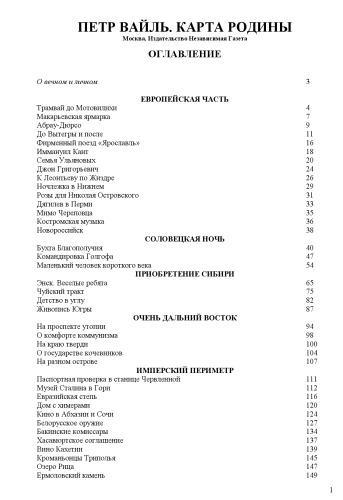 ПЕТР ВАЙЛЬ. КАРТА РОДИНЫ
Москва, Издательство Независимая Газета
ОГЛАВЛЕНИЕ
О вечном и личном 3
ЕВРОПЕЙСКАЯ ЧАСТЬ
Трамвай до Мотовилихи 4
Макарьевская ярмарка 7
Абрау-Дюрсо 9
До Вытегры и после 11
Фирменный поезд «Ярославль» 16
Иммануил Кант 18
Семья Ульяновых 20
Джон Григорьевич 24
К Леонтьеву по Жиздре 26
Ночлежка в Нижнем 29
Розы для Николая Островского 31
Дягилев в Перми 33
Мимо Череповца 35
Костромская музыка 36
Новороссийск 38
СОЛОВЕЦКАЯ НОЧЬ
Бухта Благополучия 40
Командировка Голгофа 47
Маленький человек короткого века 54
ПРИОБРЕТЕНИЕ СИБИРИ
Энск. Веселые ребята 65
Чуйский тракт 75
Детство в углу 82
Живопись Югры 87
ОЧЕНЬ ДАЛЬНИЙ ВОСТОК
На проспекте утопии 94
О комфорте коммунизма 98
На краю тверди 100
О государстве кочевников 104
На разном острове 107
ИМПЕРСКИЙ ПЕРИМЕТР
Паспортная проверка в станице Червленной 111
Музей Сталина в Гори 112
Евразийская степь 116
Дом с химерами 120
Кино в Абхазии и Сочи 124
Белорусское оружие 127
Бакинские комиссары 134
Хасавюртское соглашение 137
Вино Кахетии 139
Кроманьонцы Триполья 145
Озеро Рица 147
Ермоловский камень 149
1